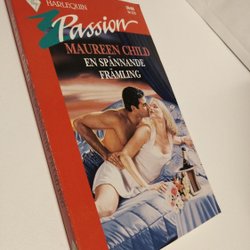 HARLEQUIN
Passion
MAUREEN CHILD
EN SPÄNNANDE
FRÄMLING